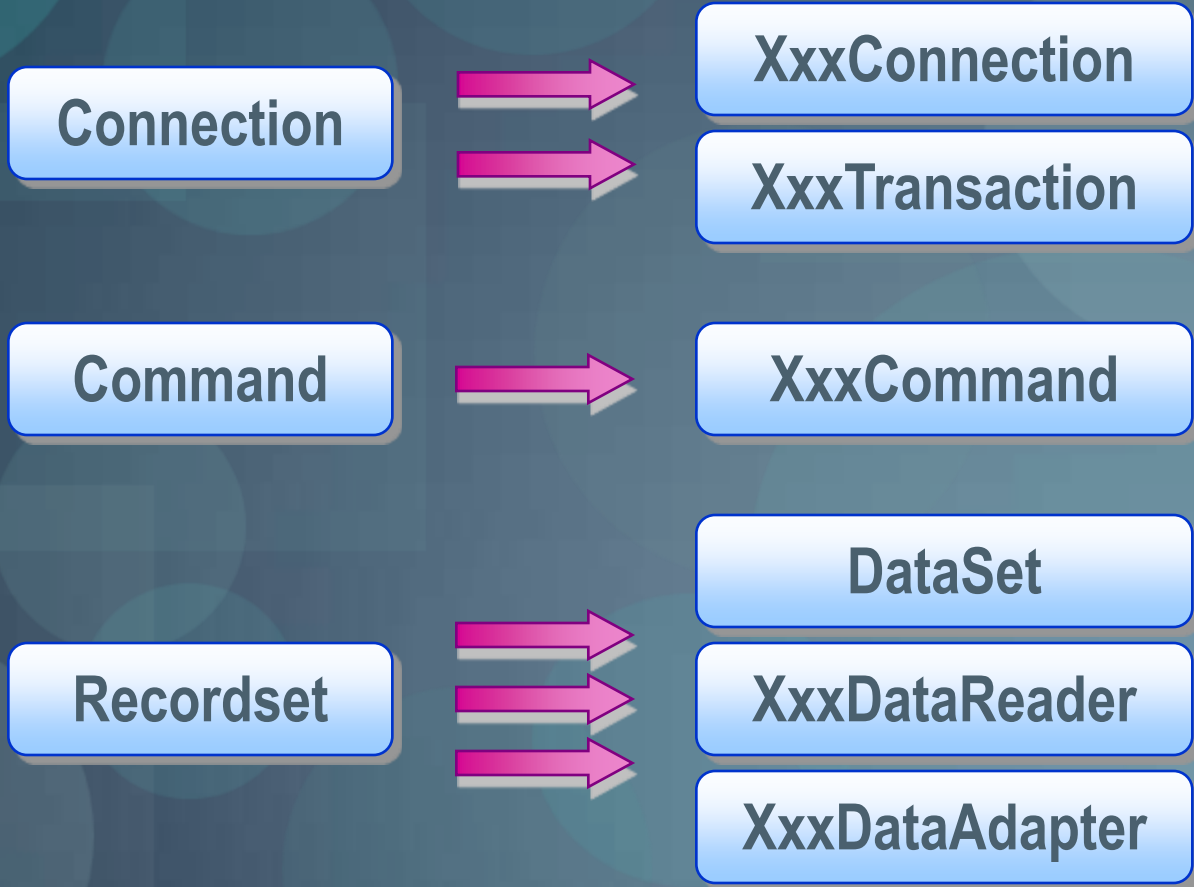 Connection
XxxConnection
XxxTransaction
Command
XxxCommand
Recordset
DataSet
XxxDataReader
XxxDataAdapter